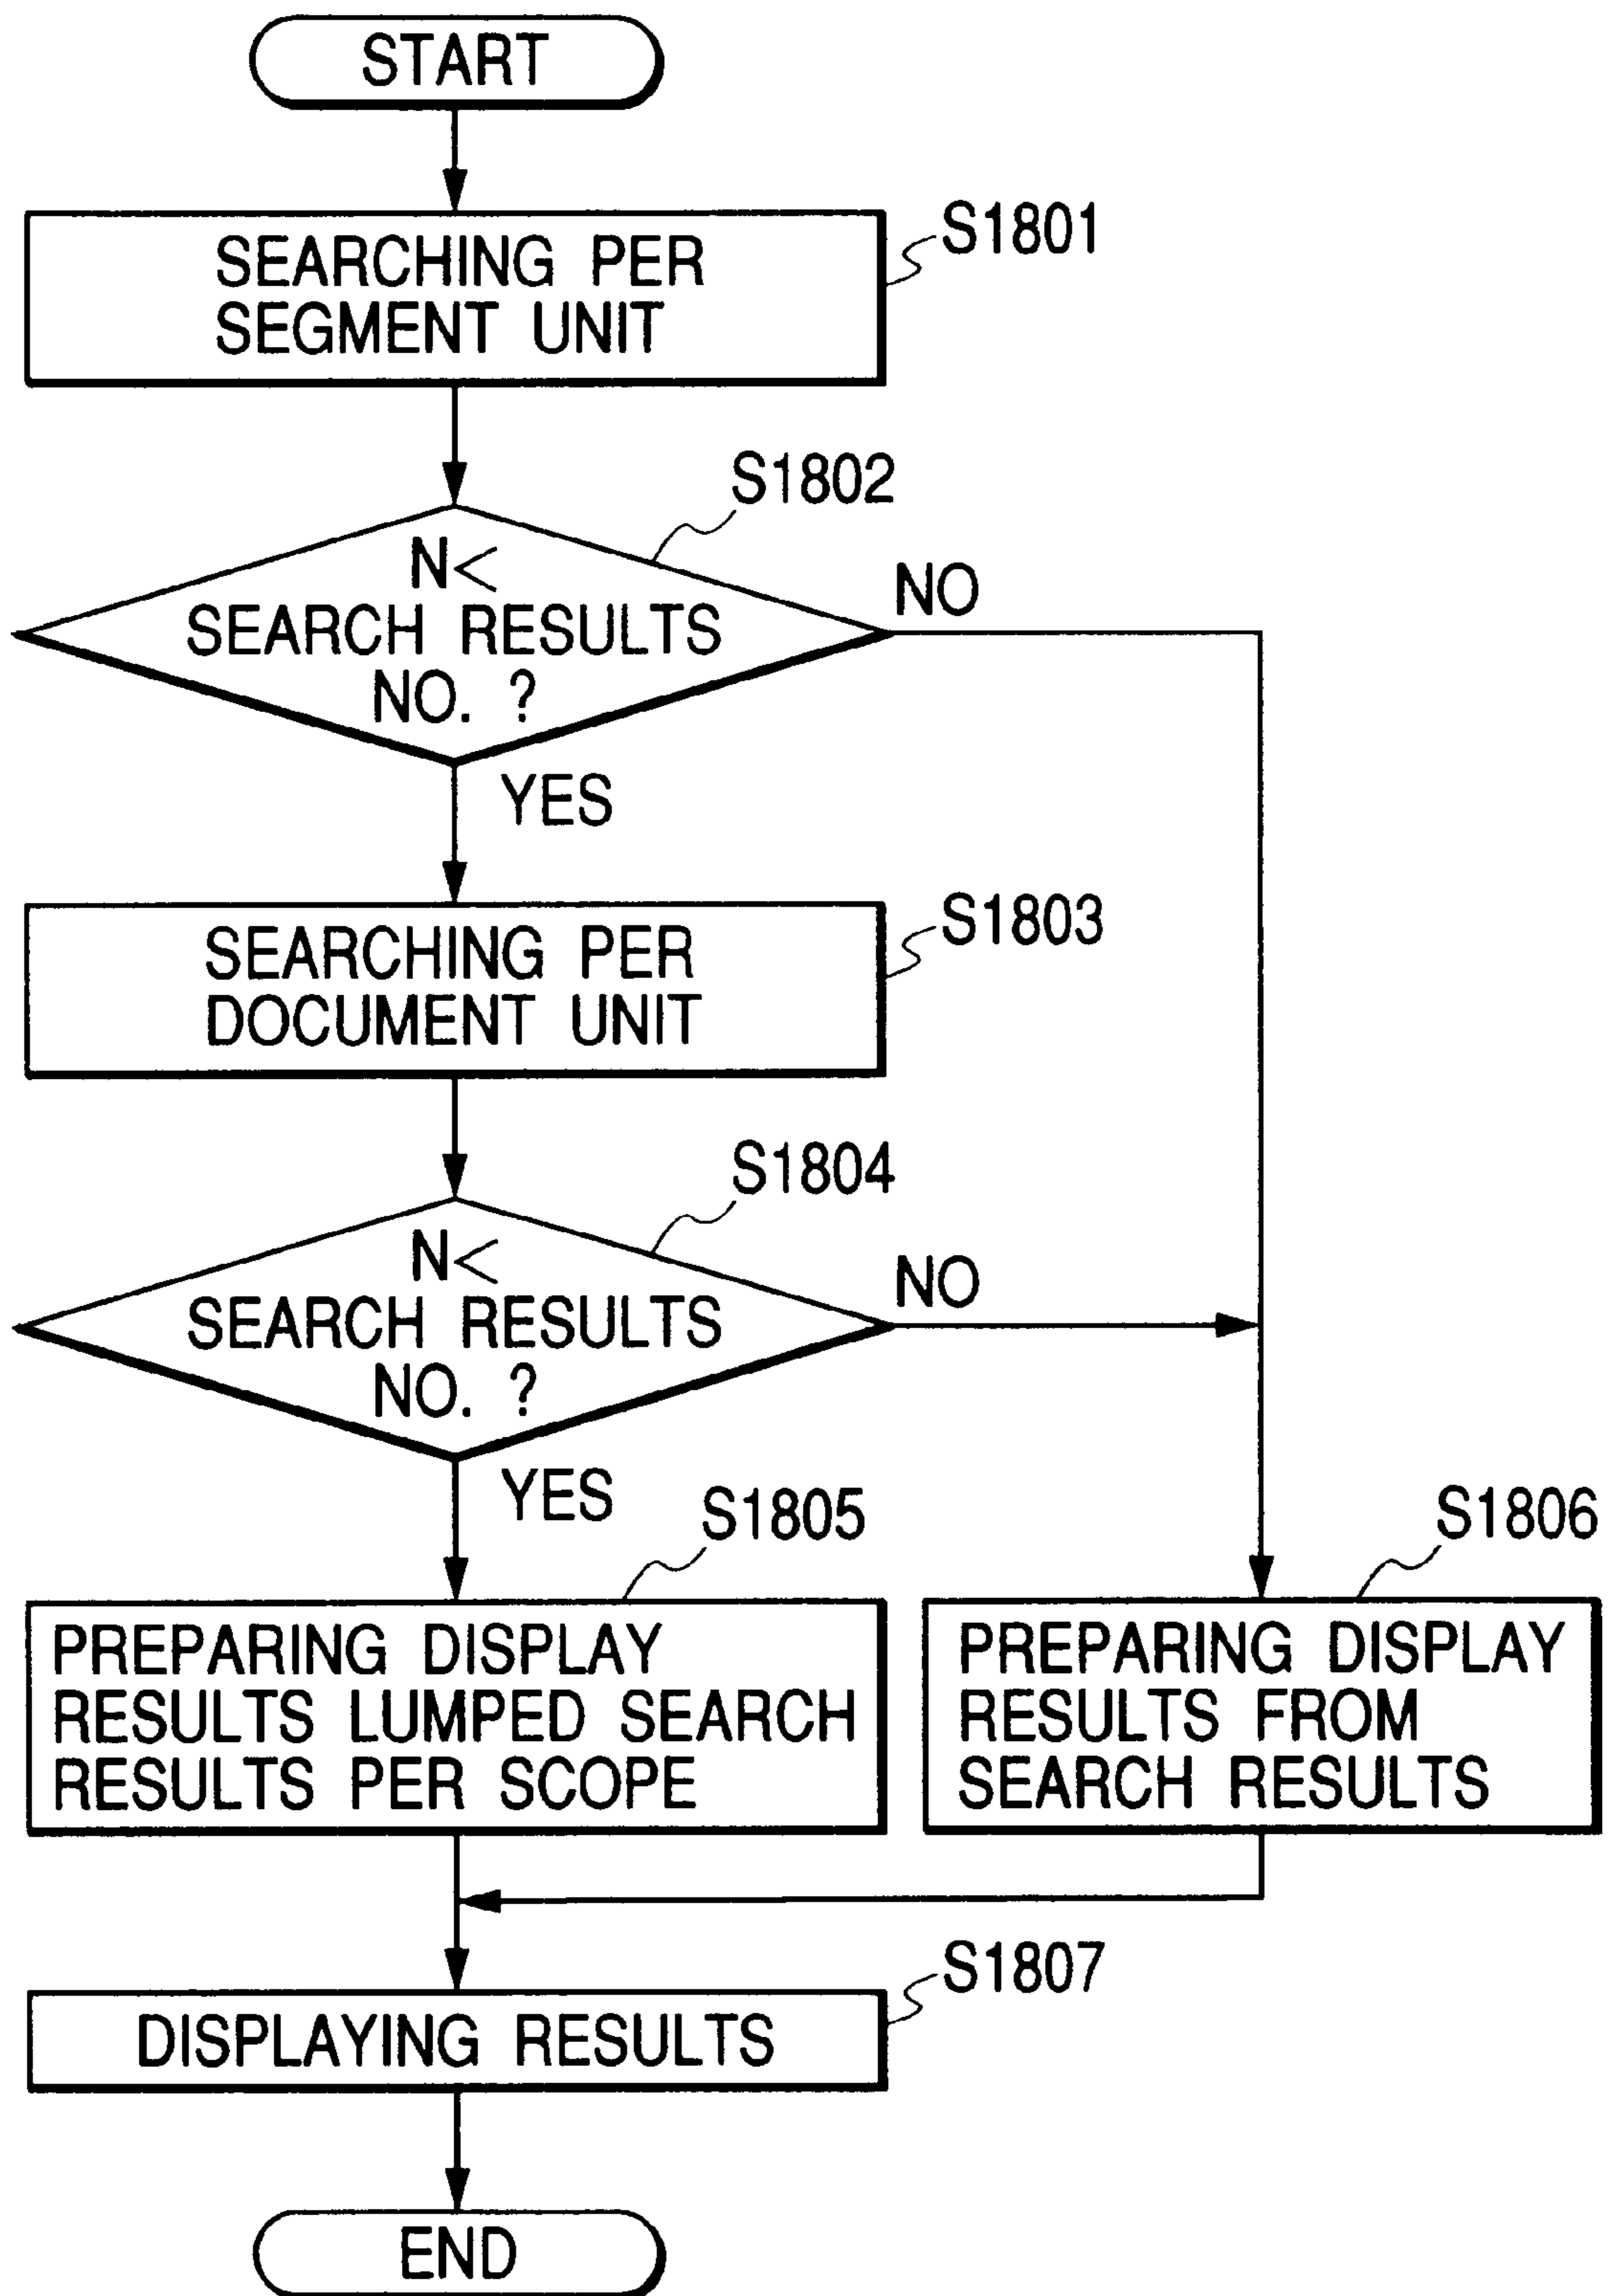 START
S1801
SEARCHING PER
SEGMENT UNIT
S1802
N<
SEARCH RESULTS
NO. ?
NO
YES
S1803
SEARCHING PER
DOCUMENT UNIT
S1804
N<
SEARCH RESULTS
NO. ?
NO
YES
S1805
PREPARING DISPLAY
RESULTS LUMPED SEARCH
RESULTS PER SCOPE
S1806
PREPARING DISPLAY
RESULTS FROM
SEARCH RESULTS
S1807
DISPLAYING RESULTS
END